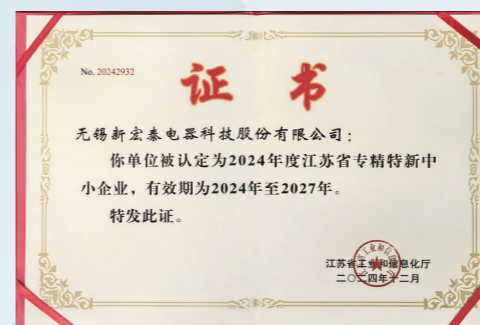 No. 20242932
证书
无锡新宏泰电器科技股份有限公司：
你单位被认定为2024年度江苏省专精特新中
小企业，有效期为2024年至2027年。
特发此证。
江苏省工业和信息化厅
二〇二四年十二月